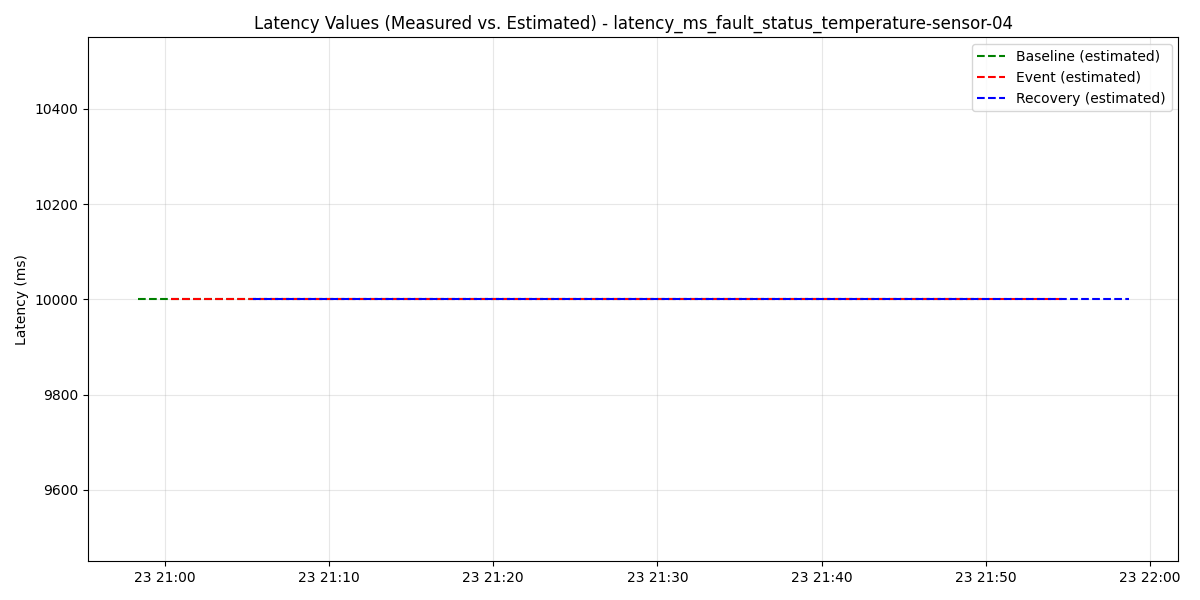 Latency Values (Measured vs. Estimated) - latency_ms_fault_status_temperature-sensor-04
Baseline (estimated)
Event (estimated)
Recovery (estimated)
Latency (ms)
10400
10200
10000
9800
9600
23 21:00
23 21:10
23 21:20
23 21:30
23 21:40
23 21:50
23 22:00